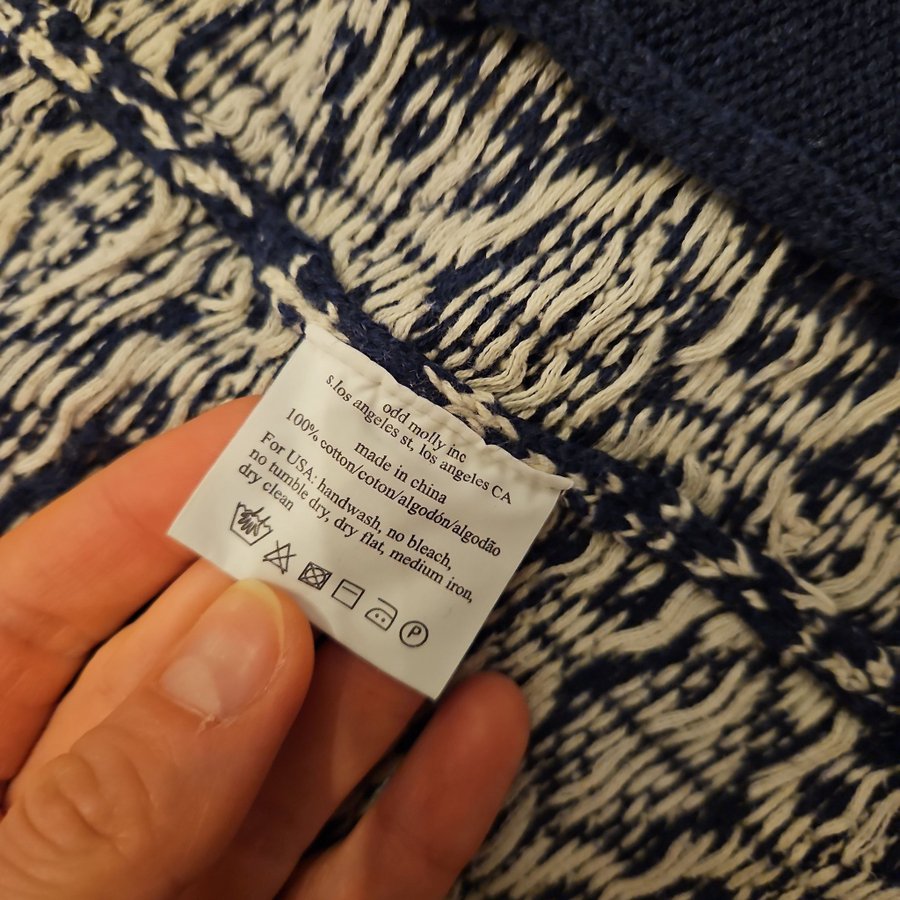 odd molly inc
s.los angeles st, los angeles CA
made in china
100% cotton/coton/algodón/algodão
For USA: handwash, no bleach,
no tumble dry, dry flat, medium iron,
dry clean
P